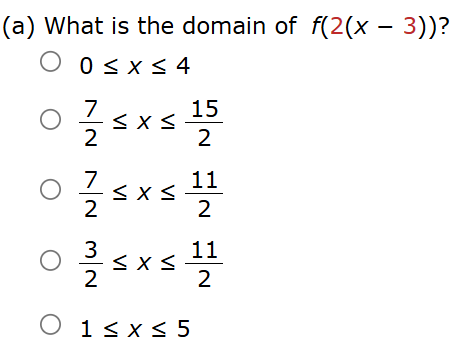 (a) What is the domain of f(2(x − 3))?
0 ≤ x ≤ 4
7/2 ≤ x ≤ 15/2
7/2 ≤ x ≤ 11/2
3/2 ≤ x ≤ 11/2
1 ≤ x ≤ 5